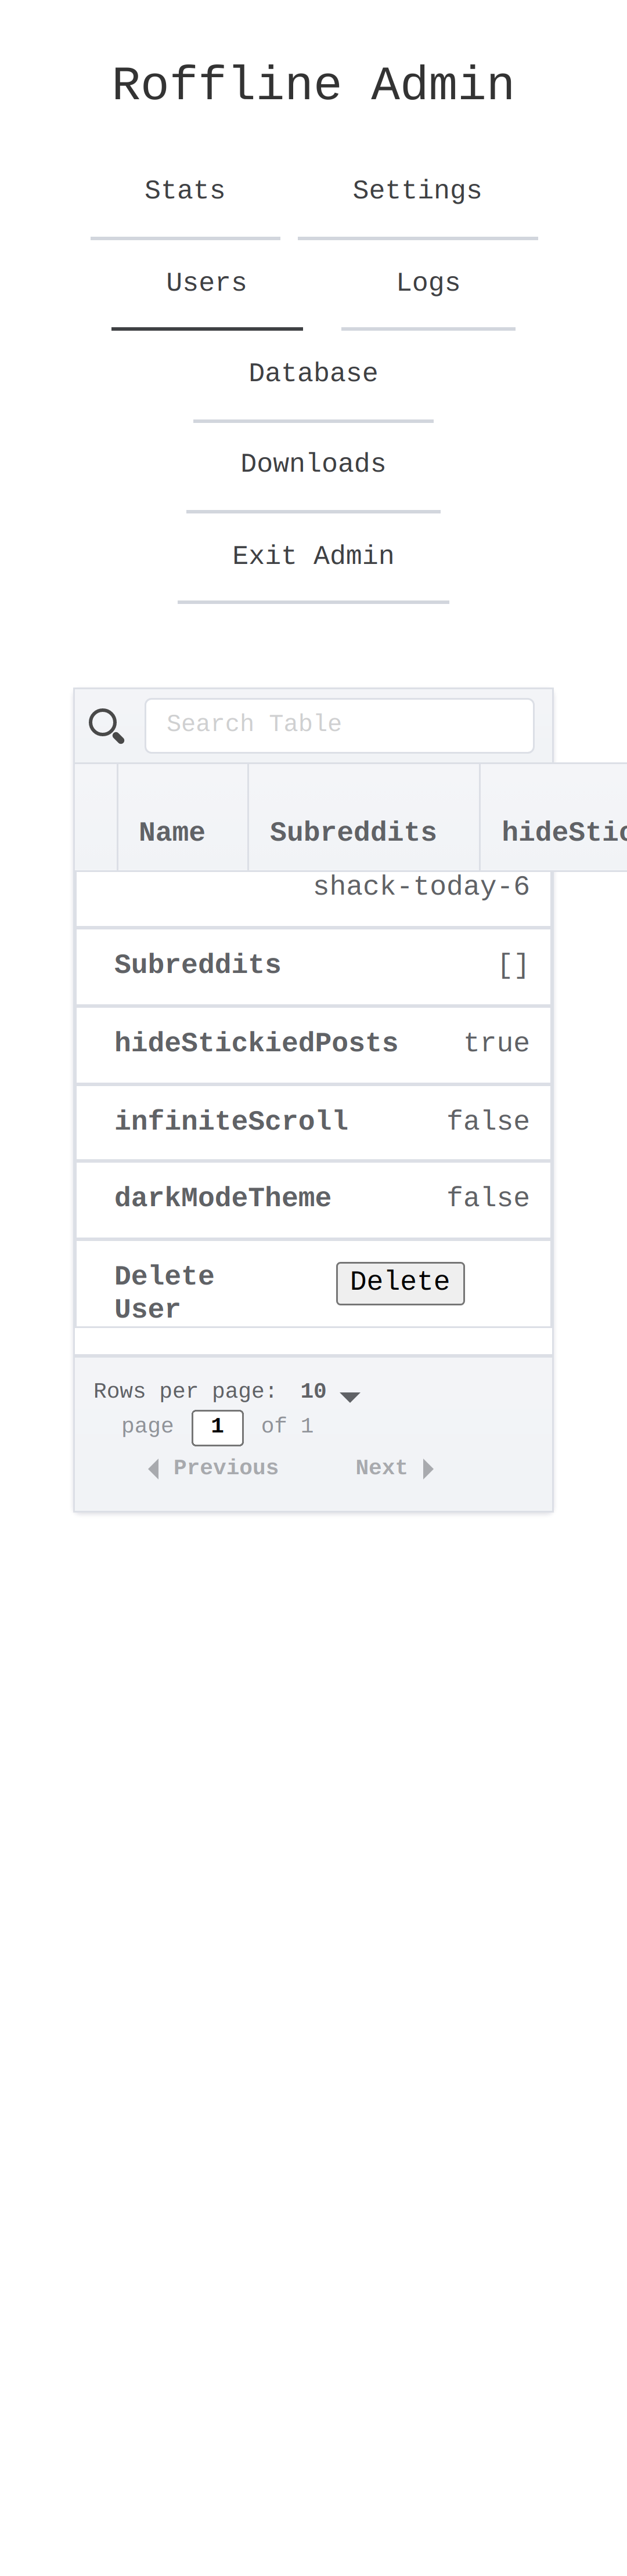 Roffline Admin
Stats Settings
Users Logs
Database
Downloads
Exit Admin
Search Table
Name Subreddits hideStic
shack-today-6
Subreddits []
hideStickiedPosts true
infiniteScroll false
darkModeTheme false
Delete User Delete
Rows per page: 10
page 1 of 1
Previous Next